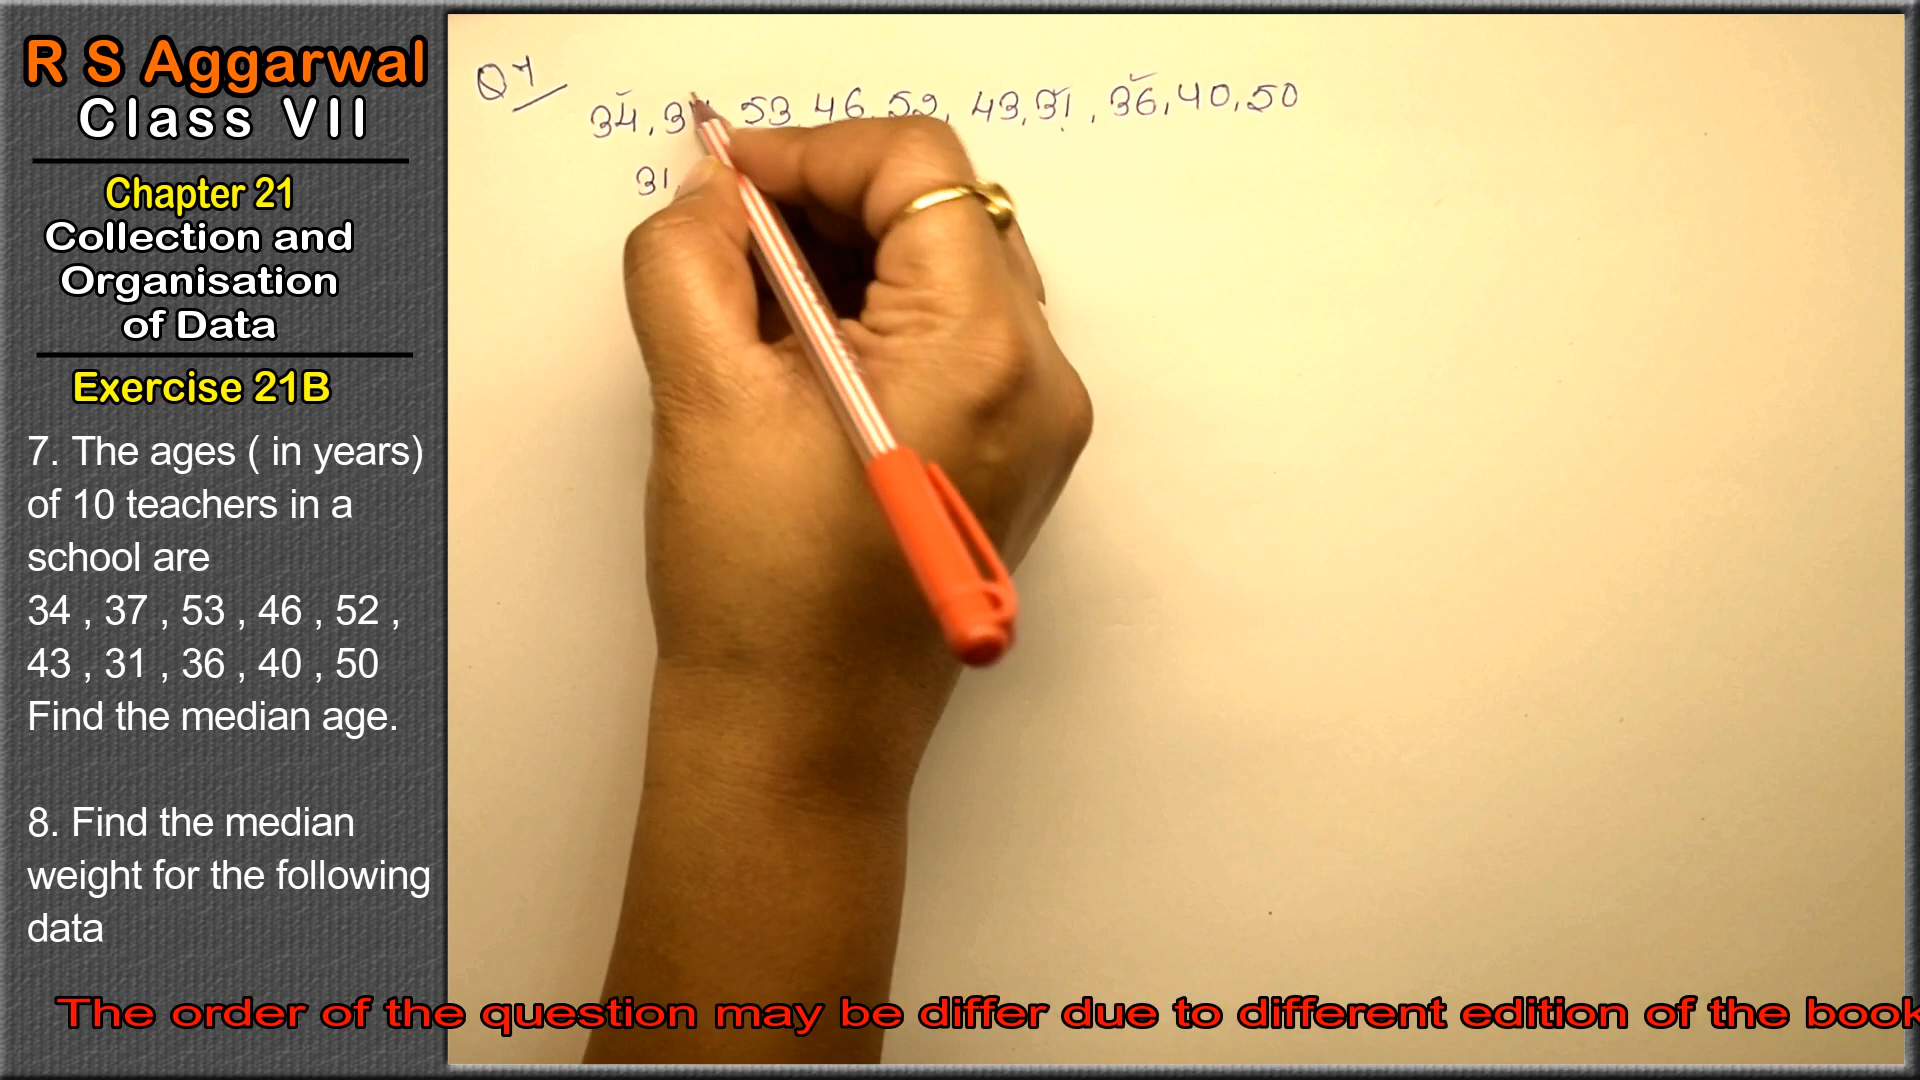 R S Aggarwal
Class VII
Chapter 21
Collection and
Organisation
of Data
Exercise 21B
7. The ages ( in years)
of 10 teachers in a
school are
34 , 37 , 53 , 46 , 52 ,
43 , 31 , 36 , 40 , 50
Find the median age.
8. Find the median
weight for the following
data
Q7
34, 37, 53, 46, 52, 43, 31, 36, 40, 50
31,
The order of the question may be differ due to different edition of the book